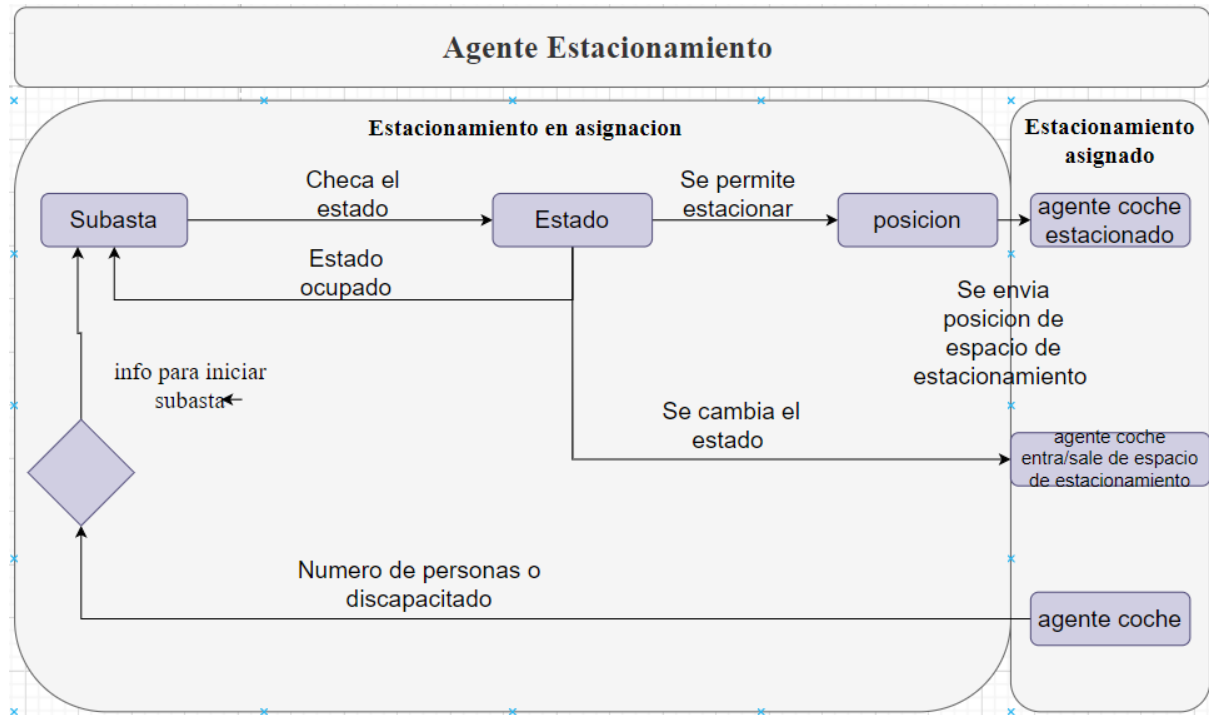 Agente Estacionamiento
Estacionamiento en asignacion
Estacionamiento
asignado
Subasta
Checa el
estado
Estado
Se permite
estacionar
posicion
agente coche
estacionado
Estado
ocupado
Se envia
posicion de
espacio de
estacionamiento
info para iniciar
subasta
Se cambia el
estado
agente coche
entra/sale de espacio
de estacionamiento
Numero de personas o
discapacitado
agente coche